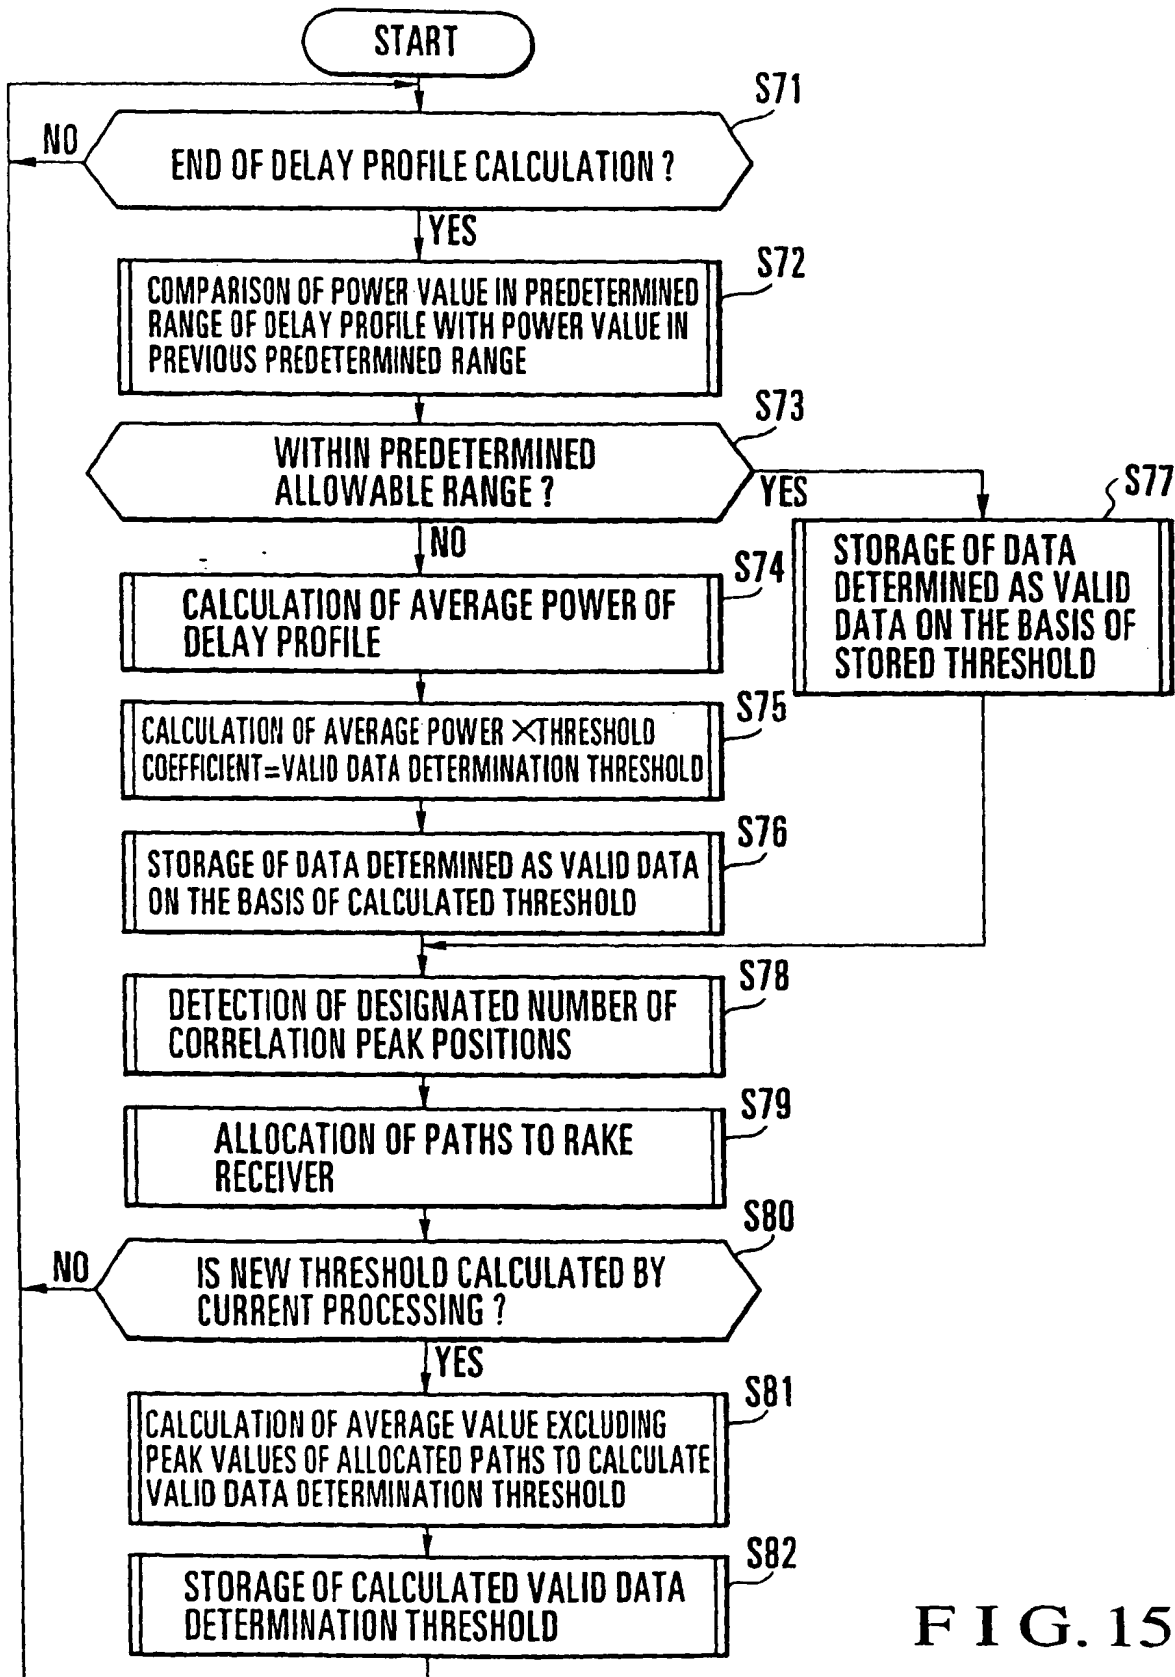 START
S71
NO
END OF DELAY PROFILE CALCULATION ?
YES
S72
COMPARISON OF POWER VALUE IN PREDETERMINED
RANGE OF DELAY PROFILE WITH POWER VALUE IN
PREVIOUS PREDETERMINED RANGE
S73
WITHIN PREDETERMINED
ALLOWABLE RANGE ?
YES
S77
NO
STORAGE OF DATA
DETERMINED AS VALID
DATA ON THE BASIS OF
STORED THRESHOLD
S74
CALCULATION OF AVERAGE POWER OF
DELAY PROFILE
S75
CALCULATION OF AVERAGE POWER ×THRESHOLD
COEFFICIENT=VALID DATA DETERMINATION THRESHOLD
S76
STORAGE OF DATA DETERMINED AS VALID DATA
ON THE BASIS OF CALCULATED THRESHOLD
S78
DETECTION OF DESIGNATED NUMBER OF
CORRELATION PEAK POSITIONS
S79
ALLOCATION OF PATHS TO RAKE
RECEIVER
S80
NO
IS NEW THRESHOLD CALCULATED BY
CURRENT PROCESSING ?
YES
S81
CALCULATION OF AVERAGE VALUE EXCLUDING
PEAK VALUES OF ALLOCATED PATHS TO CALCULATE
VALID DATA DETERMINATION THRESHOLD
S82
STORAGE OF CALCULATED VALID DATA
DETERMINATION THRESHOLD
FIG. 15